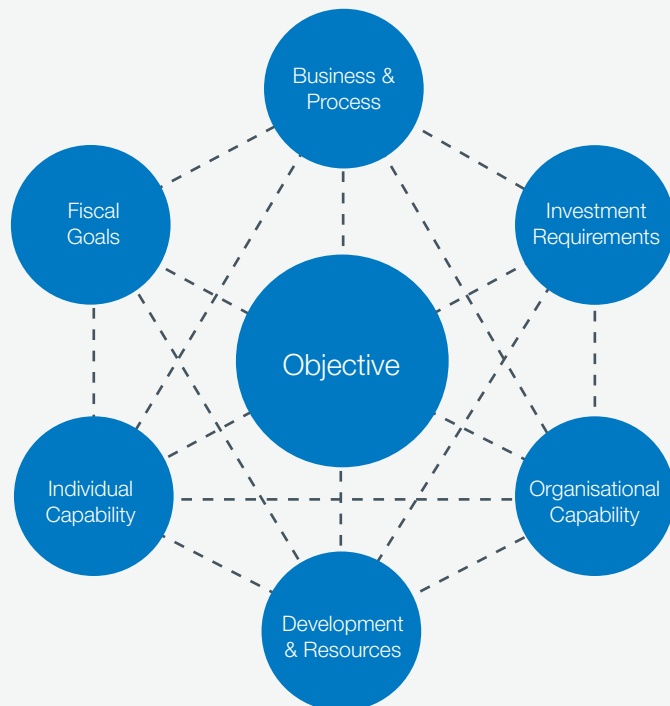 Business &
Process
Fiscal
Goals
Investment
Requirements
Objective
Individual
Capability
Organisational
Capability
Development
& Resources